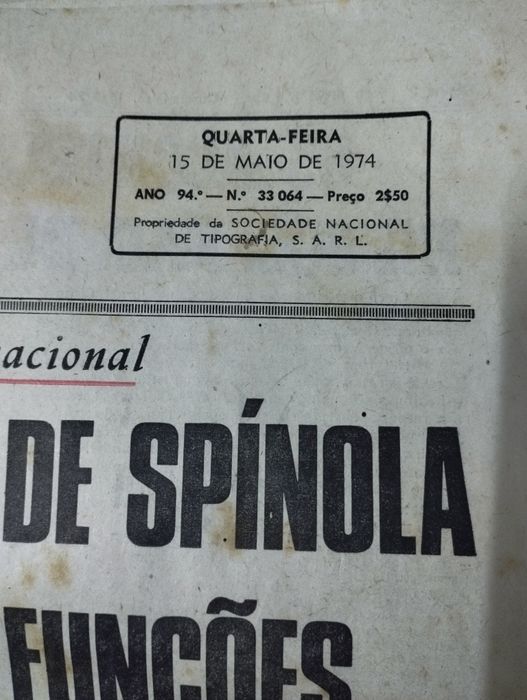 QUARTA-FEIRA
15 DE MAIO DE 1974
ANO 94.º — N.º 33 064 — Preço 2$50
Propriedade da SOCIEDADE NACIONAL
DE TIPOGRAFIA, S. A. R. L.
acional
DE SPÍNOLA
FUNÇÕES